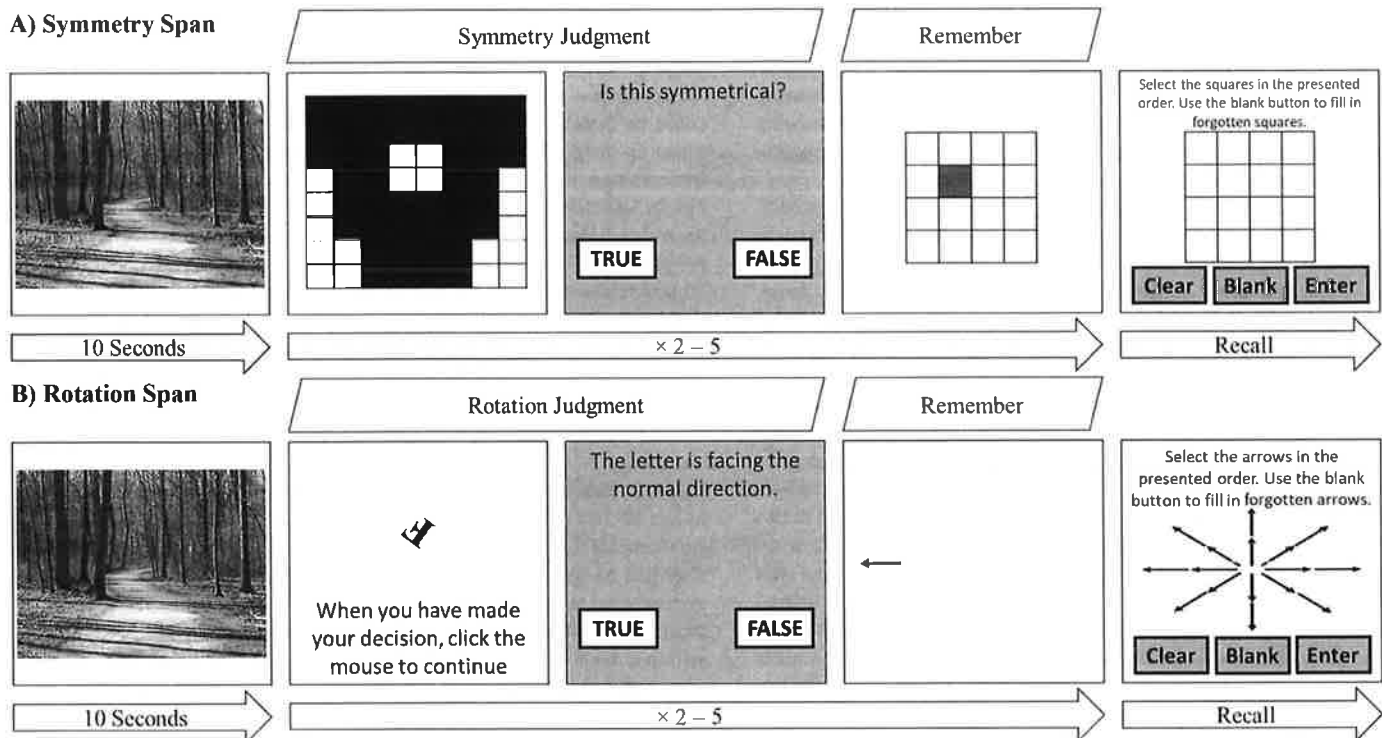 A) Symmetry Span
Symmetry Judgment
Remember
Is this symmetrical?
TRUE
FALSE
Select the squares in the presented
order. Use the blank button to fill in
forgotten squares.
Clear
Blank
Enter
10 Seconds
× 2 – 5
Recall
B) Rotation Span
Rotation Judgment
Remember
F
When you have made
your decision, click the
mouse to continue
The letter is facing the
normal direction.
TRUE
FALSE
Select the arrows in the
presented order. Use the blank
button to fill in forgotten arrows.
Clear
Blank
Enter
10 Seconds
× 2 – 5
Recall